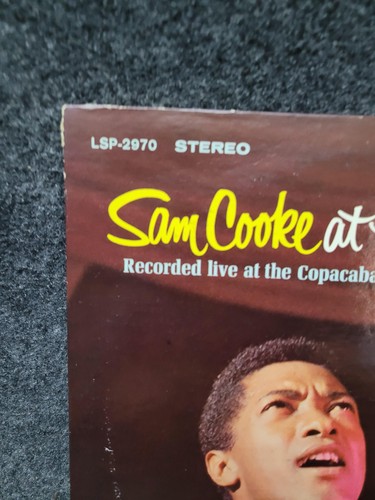 LSP-2970 STEREO
Sam Cooke at
Recorded live at the Copacaba